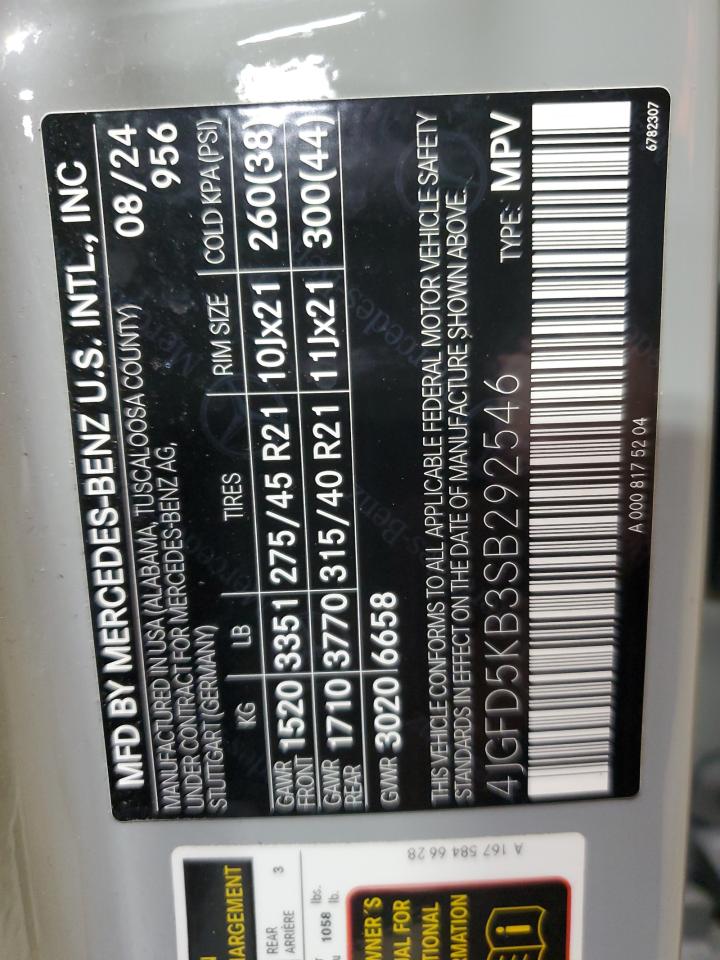 MFD BY MERCEDES-BENZ U.S. INTL., INC
MANUFACTURED IN USA (ALABAMA, TUSCALOOSA COUNTY) 08/24
UNDER CONTRACT FOR MERCEDES-BENZ AG, 956
STUTTGART (GERMANY)
KG LB TIRES RIM SIZE COLD KPA(PSI)
GAWR FRONT 1520 3351 275/45 R21 10Jx21 260(38)
GAWR REAR 1710 3770 315/40 R21 11Jx21 300(44)
GVWR 3020 6658
THIS VEHICLE CONFORMS TO ALL APPLICABLE FEDERAL MOTOR VEHICLE SAFETY
STANDARDS IN EFFECT ON THE DATE OF MANUFACTURE SHOWN ABOVE.
4JGFD5KB3SB292546 TYPE: MPV
A 000 817 52 04
6782307
A 167 584 66 28
REAR
ARRIÈRE 3
1058 lbs.
lb.